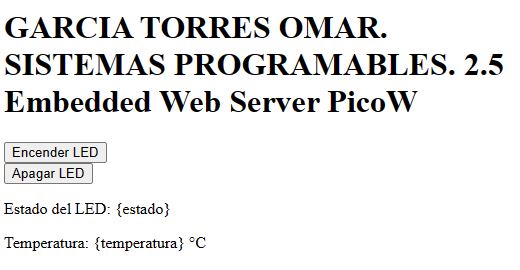 GARCIA TORRES OMAR.
SISTEMAS PROGRAMABLES. 2.5
Embedded Web Server PicoW
Encender LED
Apagar LED
Estado del LED: {estado}
Temperatura: {temperatura} °C